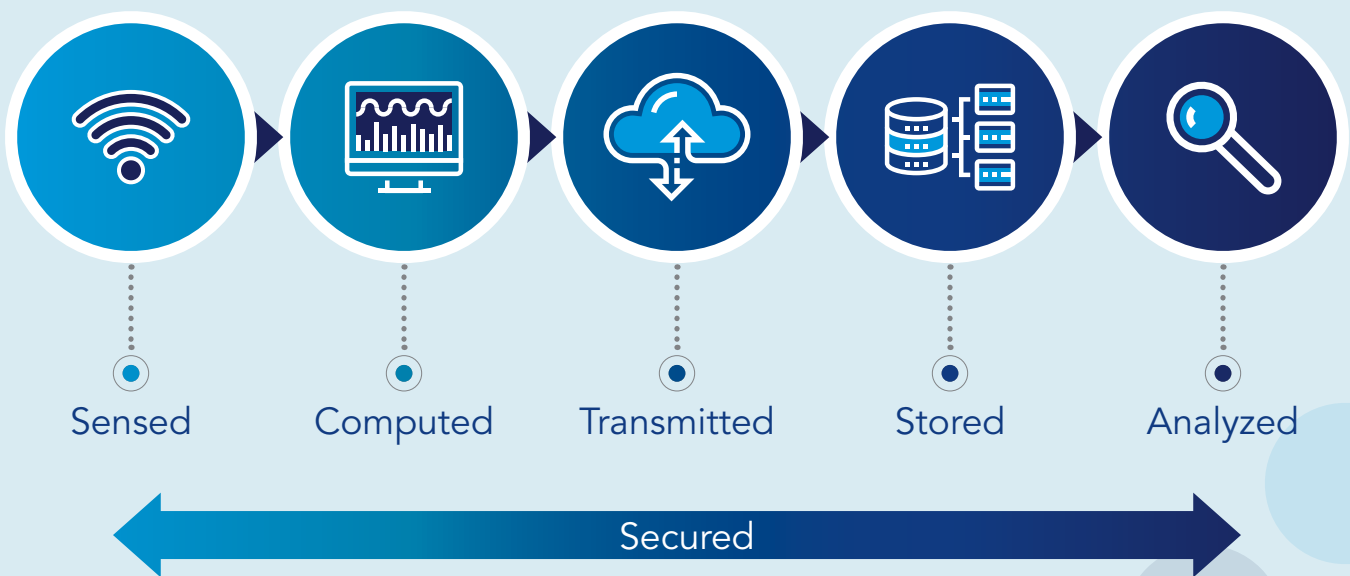 Sensed
Computed
Transmitted
Stored
Analyzed
Secured